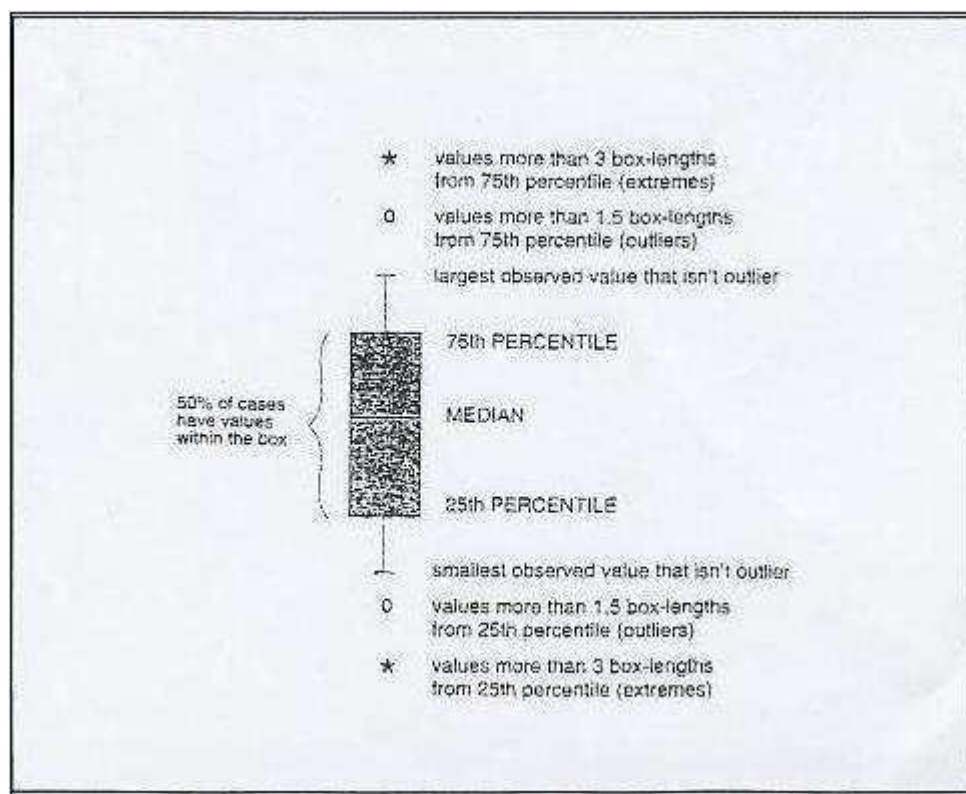 * values more than 3 box-lengths
from 75th percentile (extremes)
O values more than 1.5 box-lengths
from 75th percentile (outliers)
largest observed value that isn't outlier
75th PERCENTILE
50% of cases
have values
within the box
MEDIAN
25th PERCENTILE
smallest observed value that isn't outlier
O values more than 1.5 box-lengths
from 25th percentile (outliers)
* values more than 3 box-lengths
from 25th percentile (extremes)